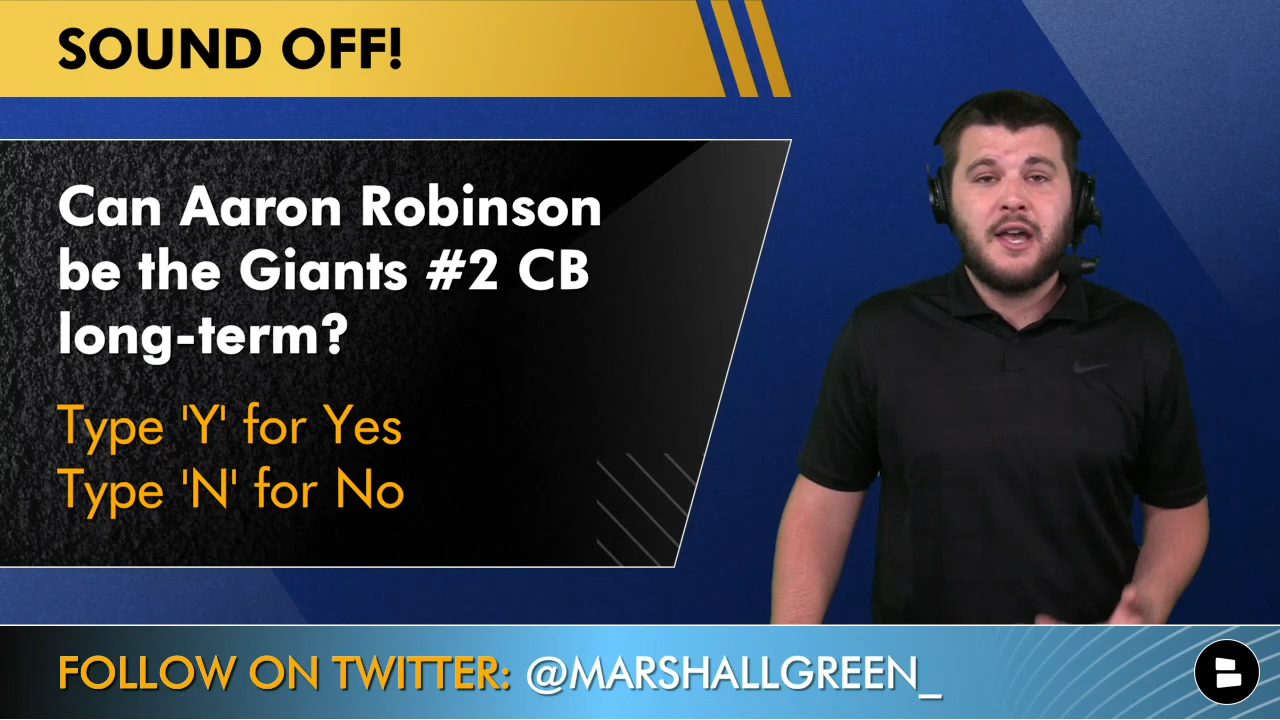 SOUND OFF!
Can Aaron Robinson
be the Giants #2 CB
long-term?
Type 'Y' for Yes
Type 'N' for No
FOLLOW ON TWITTER: @MARSHALLGREEN_